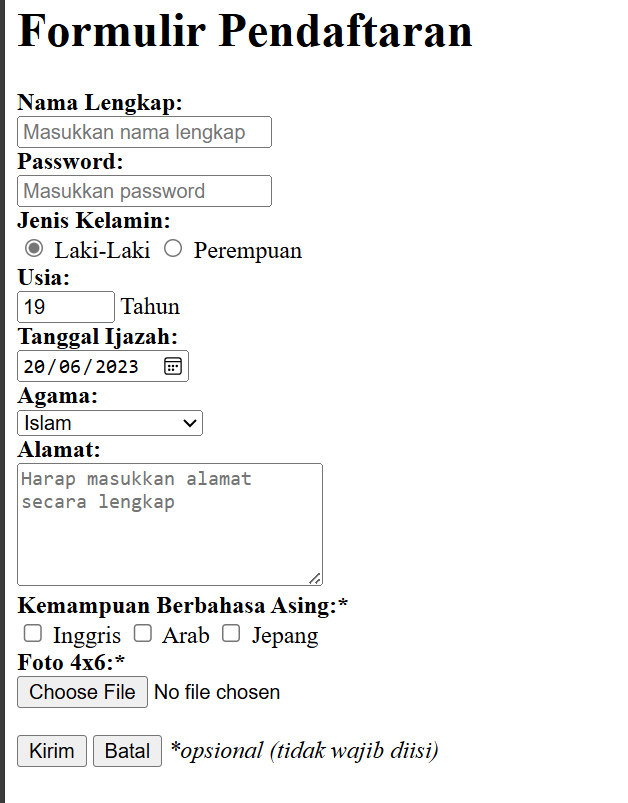 Formulir Pendaftaran
Nama Lengkap:
Masukkan nama lengkap
Password:
Masukkan password
Jenis Kelamin:
Laki-Laki Perempuan
Usia:
19 Tahun
Tanggal Ijazah:
20/06/2023
Agama:
Islam
Alamat:
Harap masukkan alamat
secara lengkap
Kemampuan Berbahasa Asing:*
Inggris Arab Jepang
Foto 4x6:*
Choose File No file chosen
Kirim Batal *opsional (tidak wajib diisi)